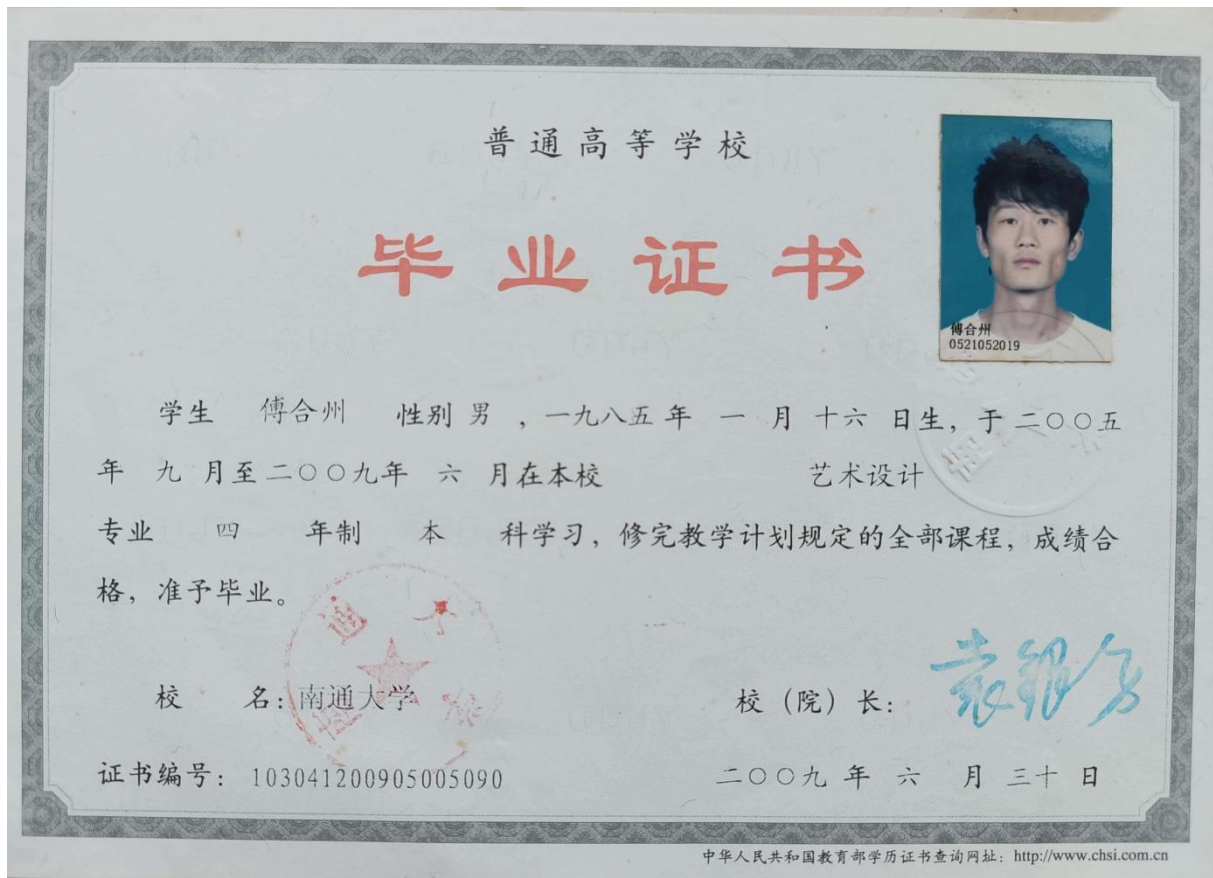 普通高等学校
毕业证书
傅合州
0521052019
学生 傅合州 性别 男 ，一九八五 年 一 月 十六 日生，于 二〇〇五
年 九 月至 二〇〇九年 六 月在本校 艺术设计
专业 四 年制 本 科学习，修完教学计划规定的全部课程，成绩合
格，准予毕业。
校 名：南通大学 校（院）长：
证书编号：103041200905005090 二〇〇九 年 六 月 三十 日
中华人民共和国教育部学历证书查询网址：http://www.chsi.com.cn